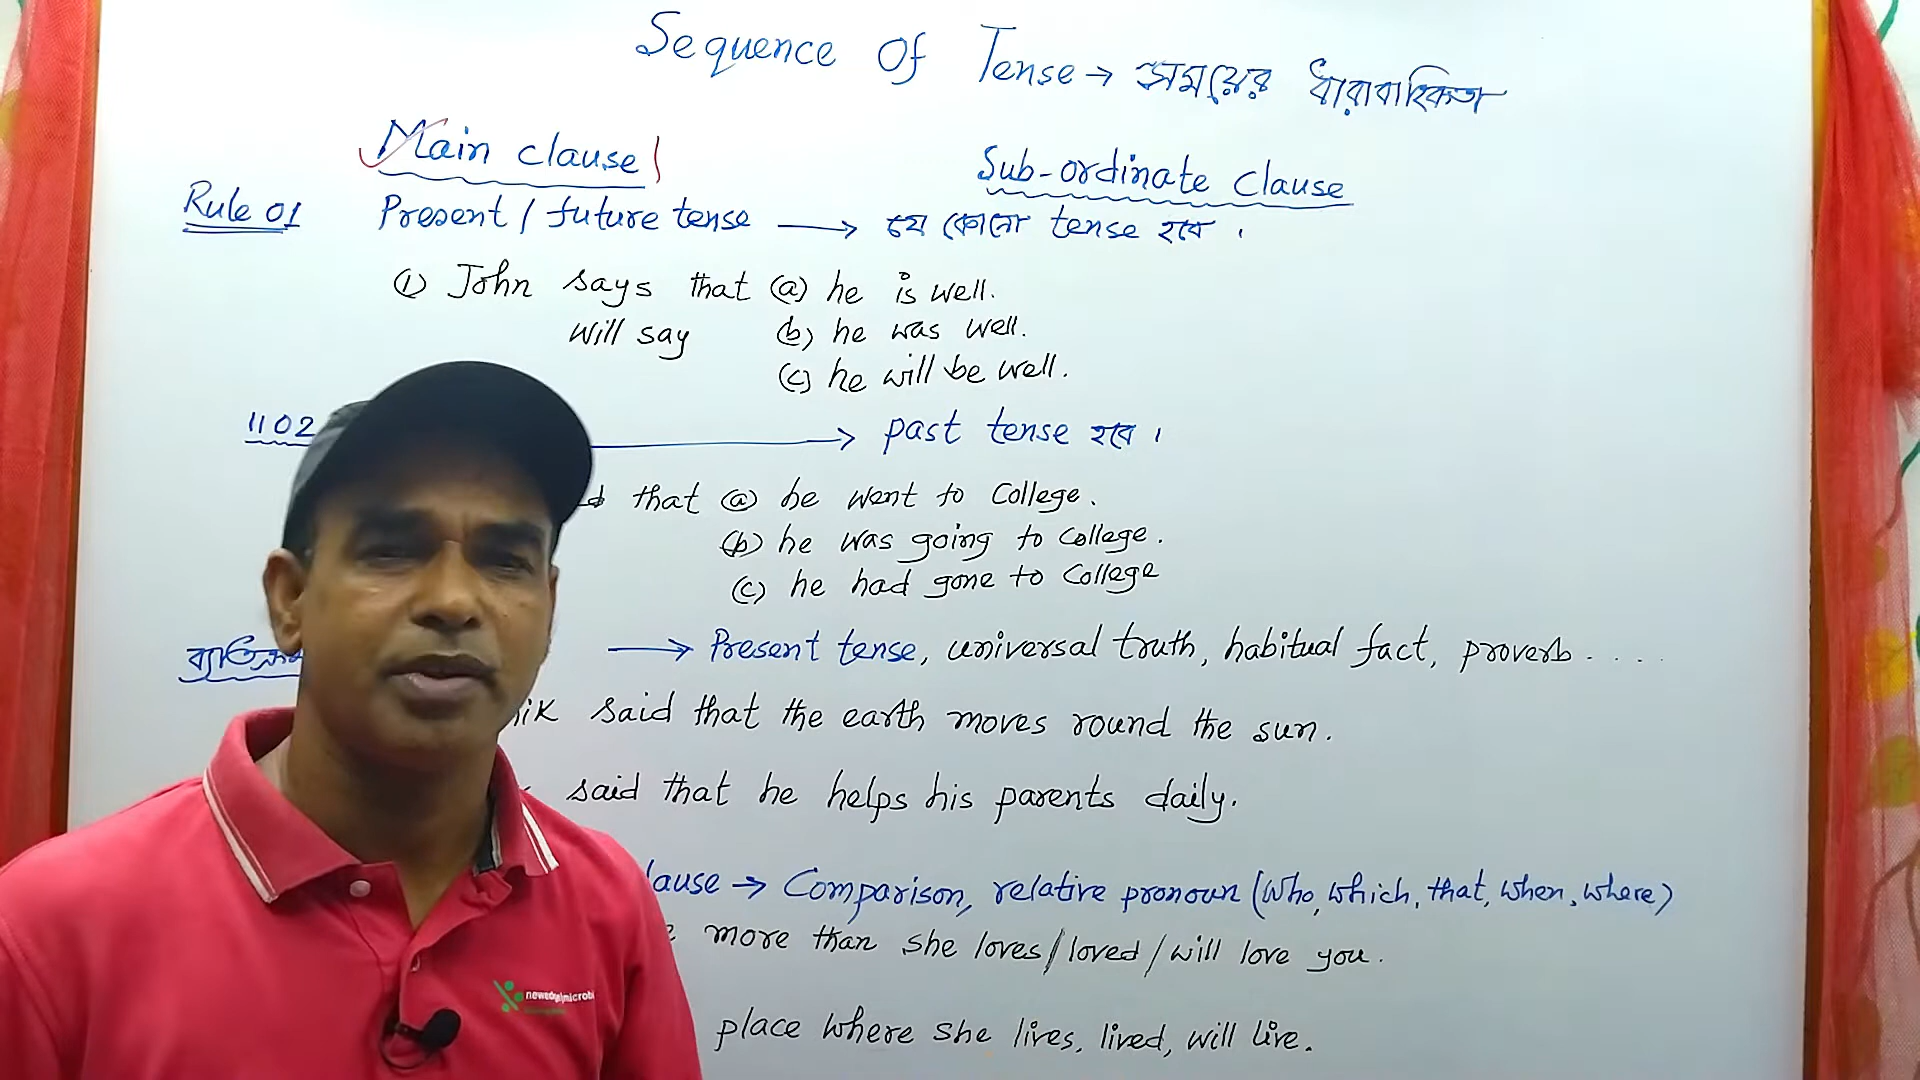 Sequence Of Tense → সময়ের ধারাবাহিকতা
Main clause
Sub-ordinate Clause
Rule 01 Present / future tense → যে কোনো tense হবে।
① John says that (a) he is well.
Will say (b) he was well.
(c) he will be well.
11 02 → past tense হবে।
that (a) he went to College.
(b) he was going to College.
(c) he had gone to College
→ Present tense, universal truth, habitual fact, proverb .....
said that the earth moves round the sun.
said that he helps his parents daily.
→ Comparison, relative pronoun (who, which, that, when, where)
more than she loves / loved / will love you.
place where she lives, lived, will live.